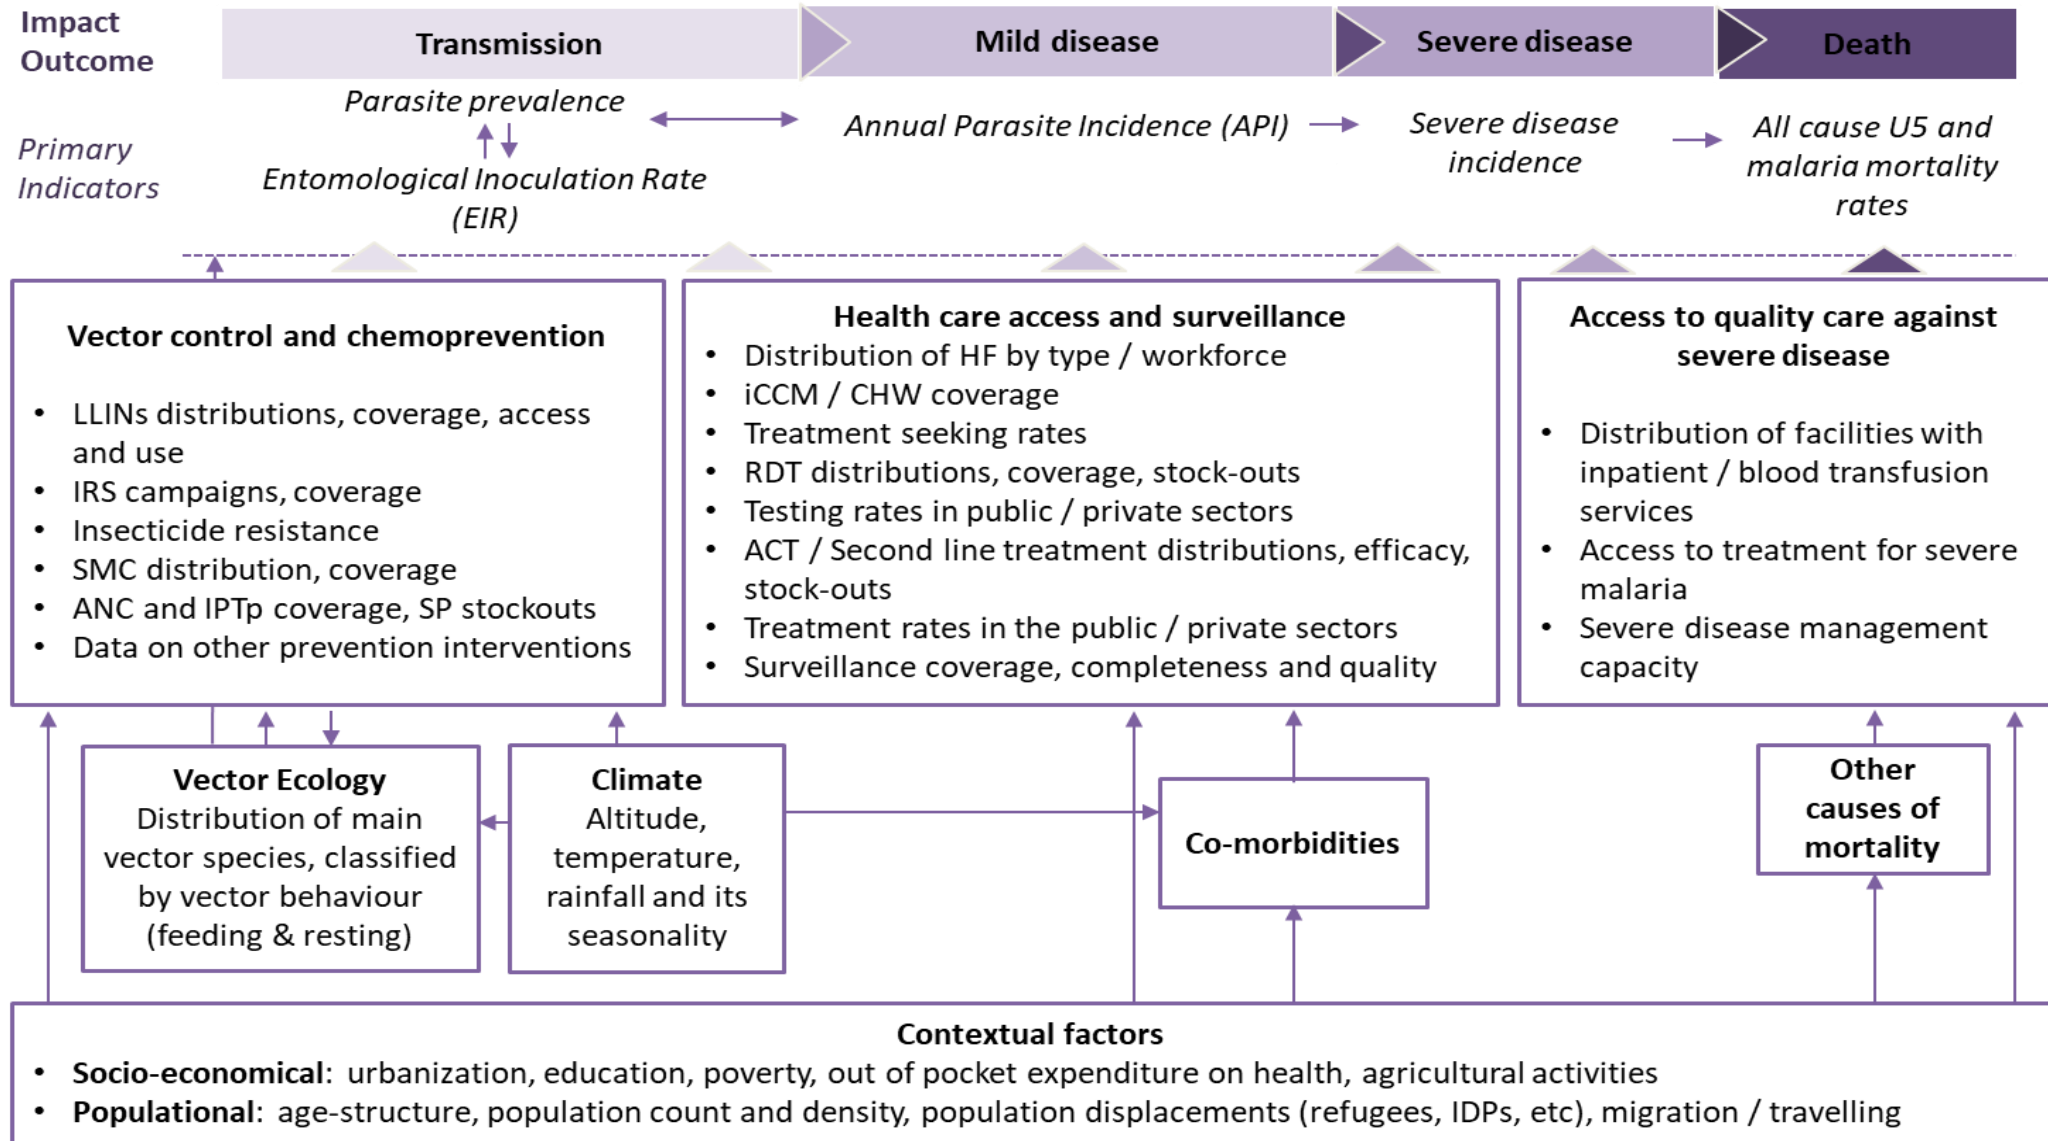 Impact
Outcome
Transmission
Mild disease
Severe disease
Death
Primary
Indicators
Parasite prevalence
Entomological Inoculation Rate
(EIR)
Annual Parasite Incidence (API)
Severe disease
incidence
All cause U5 and
malaria mortality
rates
Vector control and chemoprevention
• LLINs distributions, coverage, access
and use
• IRS campaigns, coverage
• Insecticide resistance
• SMC distribution, coverage
• ANC and IPTp coverage, SP stockouts
• Data on other prevention interventions
Health care access and surveillance
• Distribution of HF by type / workforce
• iCCM / CHW coverage
• Treatment seeking rates
• RDT distributions, coverage, stock-outs
• Testing rates in public / private sectors
• ACT / Second line treatment distributions, efficacy,
stock-outs
• Treatment rates in the public / private sectors
• Surveillance coverage, completeness and quality
Access to quality care against
severe disease
• Distribution of facilities with
inpatient / blood transfusion
services
• Access to treatment for severe
malaria
• Severe disease management
capacity
Vector Ecology
Distribution of main
vector species, classified
by vector behaviour
(feeding & resting)
Climate
Altitude,
temperature,
rainfall and its
seasonality
Co-morbidities
Other
causes of
mortality
Contextual factors
• Socio-economical: urbanization, education, poverty, out of pocket expenditure on health, agricultural activities
• Populational: age-structure, population count and density, population displacements (refugees, IDPs, etc), migration / travelling